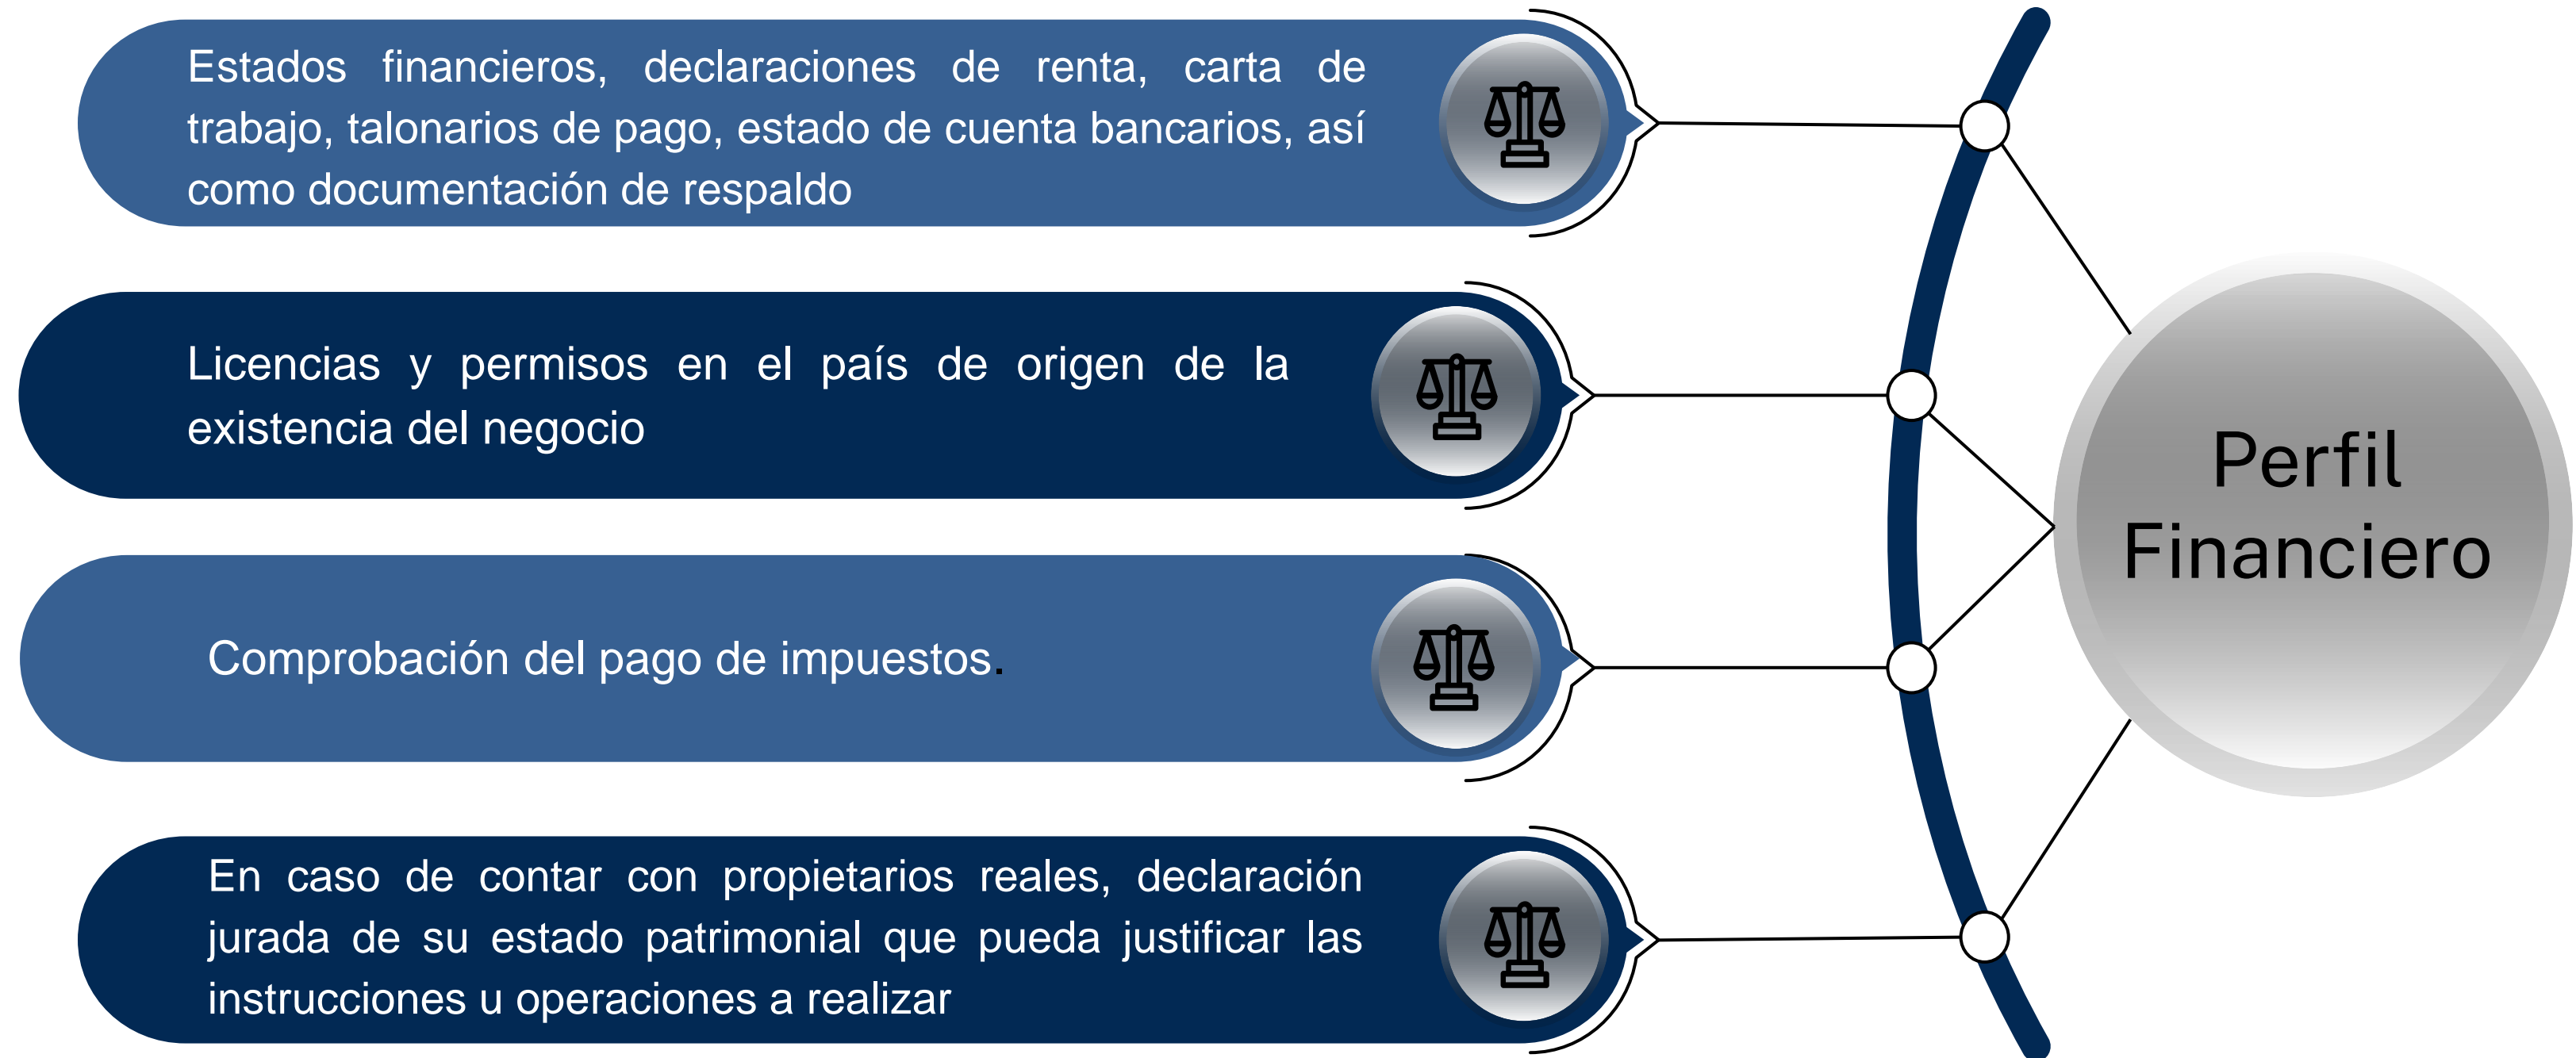 Estados financieros, declaraciones de renta, carta de
trabajo, talonarios de pago, estado de cuenta bancarios, así
como documentación de respaldo
Licencias y permisos en el país de origen de la
existencia del negocio
Comprobación del pago de impuestos.
En caso de contar con propietarios reales, declaración
jurada de su estado patrimonial que pueda justificar las
instrucciones u operaciones a realizar
Perfil
Financiero